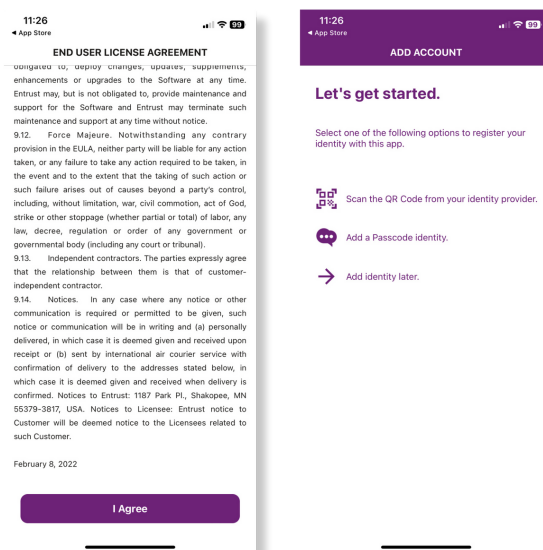 11:26
99
App Store
END USER LICENSE AGREEMENT
obligated to, deploy changes, updates, supplements,
enhancements or upgrades to the Software at any time.
Entrust may, but is not obligated to, provide maintenance and
support for the Software and Entrust may terminate such
maintenance and support at any time without notice.
9.12. Force Majeure. Notwithstanding any contrary
provision in the EULA, neither party will be liable for any action
taken, or any failure to take any action required to be taken, in
the event and to the extent that the taking of such action or
such failure arises out of causes beyond a party's control,
including, without limitation, war, civil commotion, act of God,
strike or other stoppage (whether partial or total) of labor, any
law, decree, regulation or order of any government or
governmental body (including any court or tribunal).
9.13. Independent contractors. The parties expressly agree
that the relationship between them is that of customer-
independent contractor.
9.14. Notices. In any case where any notice or other
communication is required or permitted to be given, such
notice or communication will be in writing and (a) personally
delivered, in which case it is deemed given and received upon
receipt or (b) sent by international air courier service with
confirmation of delivery to the addresses stated below, in
which case it is deemed given and received when delivery is
confirmed. Notices to Entrust: 1187 Park Pl., Shakopee, MN
55379-3817, USA. Notices to Licensee: Entrust notice to
Customer will be deemed notice to the Licensees related to
such Customer.
February 8, 2022
I Agree
11:26
99
App Store
ADD ACCOUNT
Let's get started.
Select one of the following options to register your
identity with this app.
Scan the QR Code from your identity provider.
Add a Passcode identity.
Add identity later.